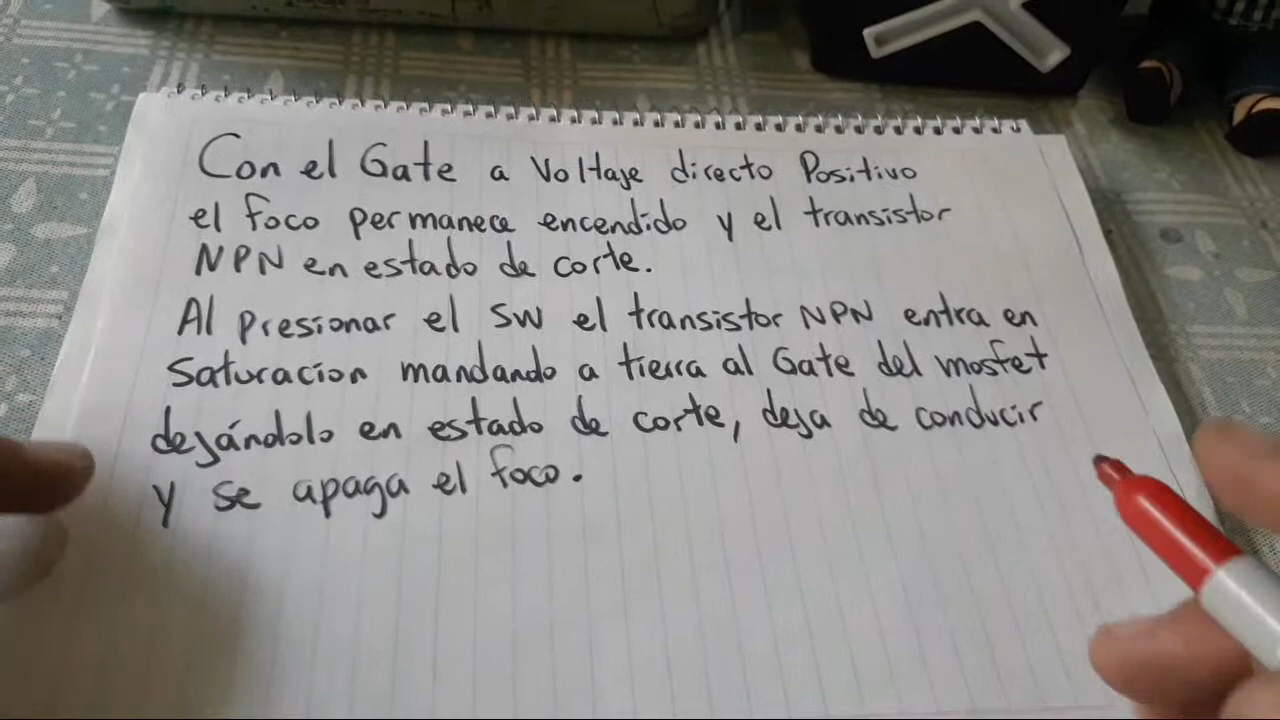 Con el Gate a Voltaje directo Positivo
el foco permanece encendido y el transistor
NPN en estado de corte.
Al presionar el SW el transistor NPN entra en
Saturacion mandando a tierra al Gate del mosfet
dejándolo en estado de corte, deja de conducir
y se apaga el foco.